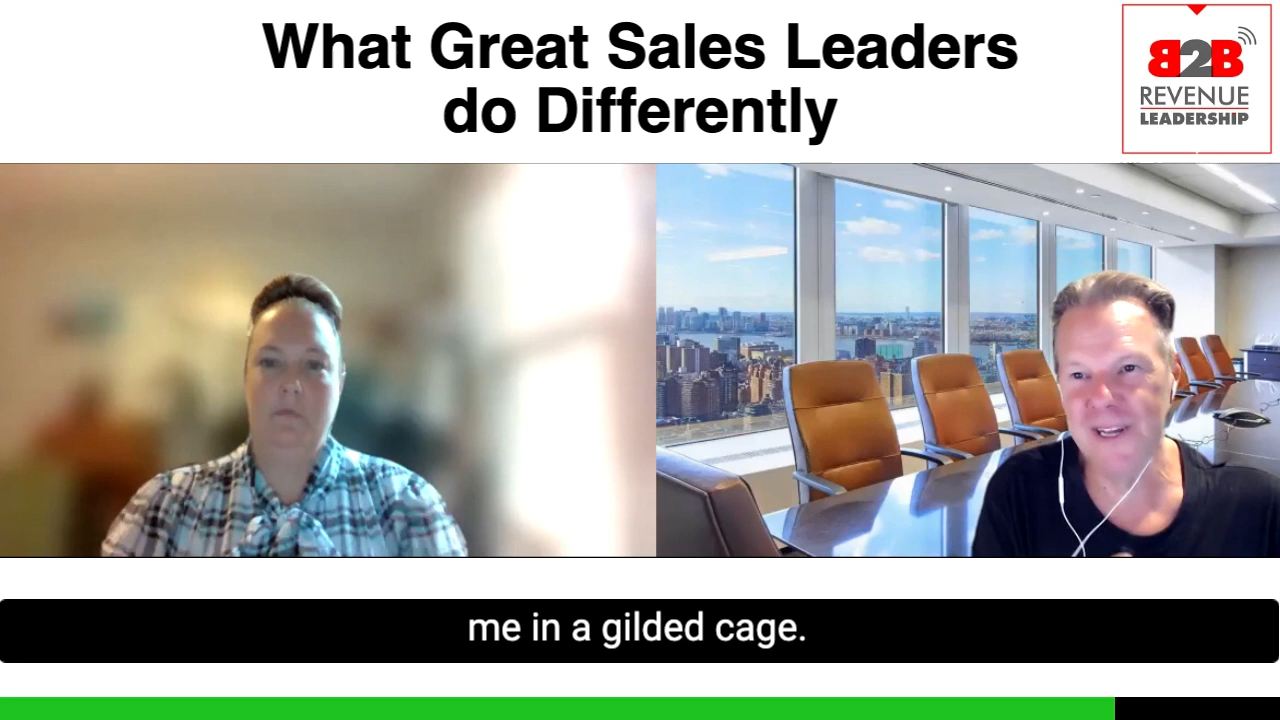 What Great Sales Leaders
do Differently
B2B
REVENUE
LEADERSHIP
me in a gilded cage.